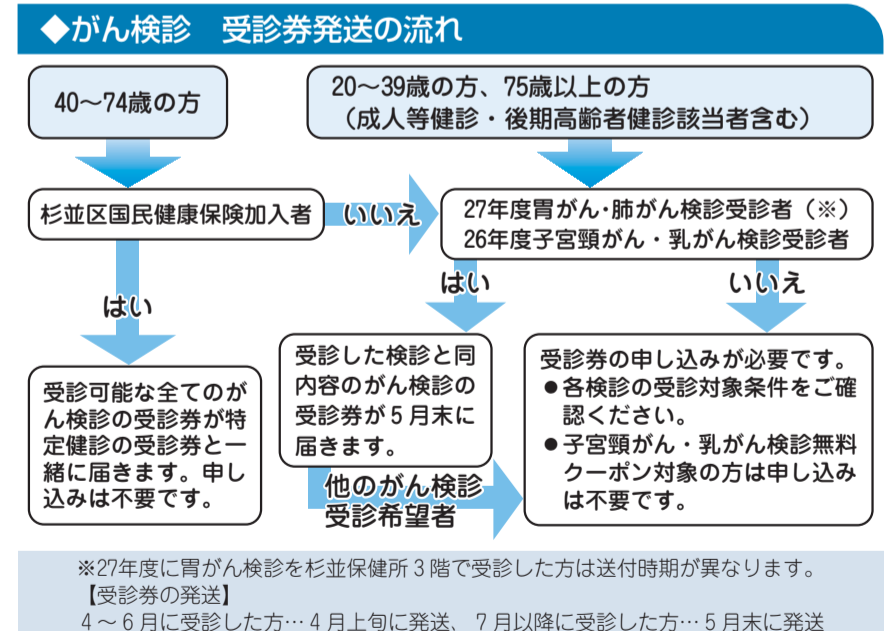 ◆がん検診　受診券発送の流れ
40～74歳の方
20～39歳の方、75歳以上の方
（成人等健診・後期高齢者健診該当者含む）
杉並区国民健康保険加入者
いいえ
27年度胃がん・肺がん検診受診者（※）
26年度子宮頸がん・乳がん検診受診者
はい
はい
いいえ
受診可能な全てのが
ん検診の受診券が特
定健診の受診券と一
緒に届きます。申し
込みは不要です。
受診した検診と同
内容のがん検診の
受診券が5月末に
届きます。
他のがん検診
受診希望者
受診券の申し込みが必要です。
●各検診の受診対象条件をご確
認ください。
●子宮頸がん・乳がん検診無料
クーポン対象の方は申し込み
は不要です。
※27年度に胃がん検診を杉並保健所3階で受診した方は送付時期が異なります。
【受診券の発送】
4～6月に受診した方…4月上旬に発送、7月以降に受診した方…5月末に発送